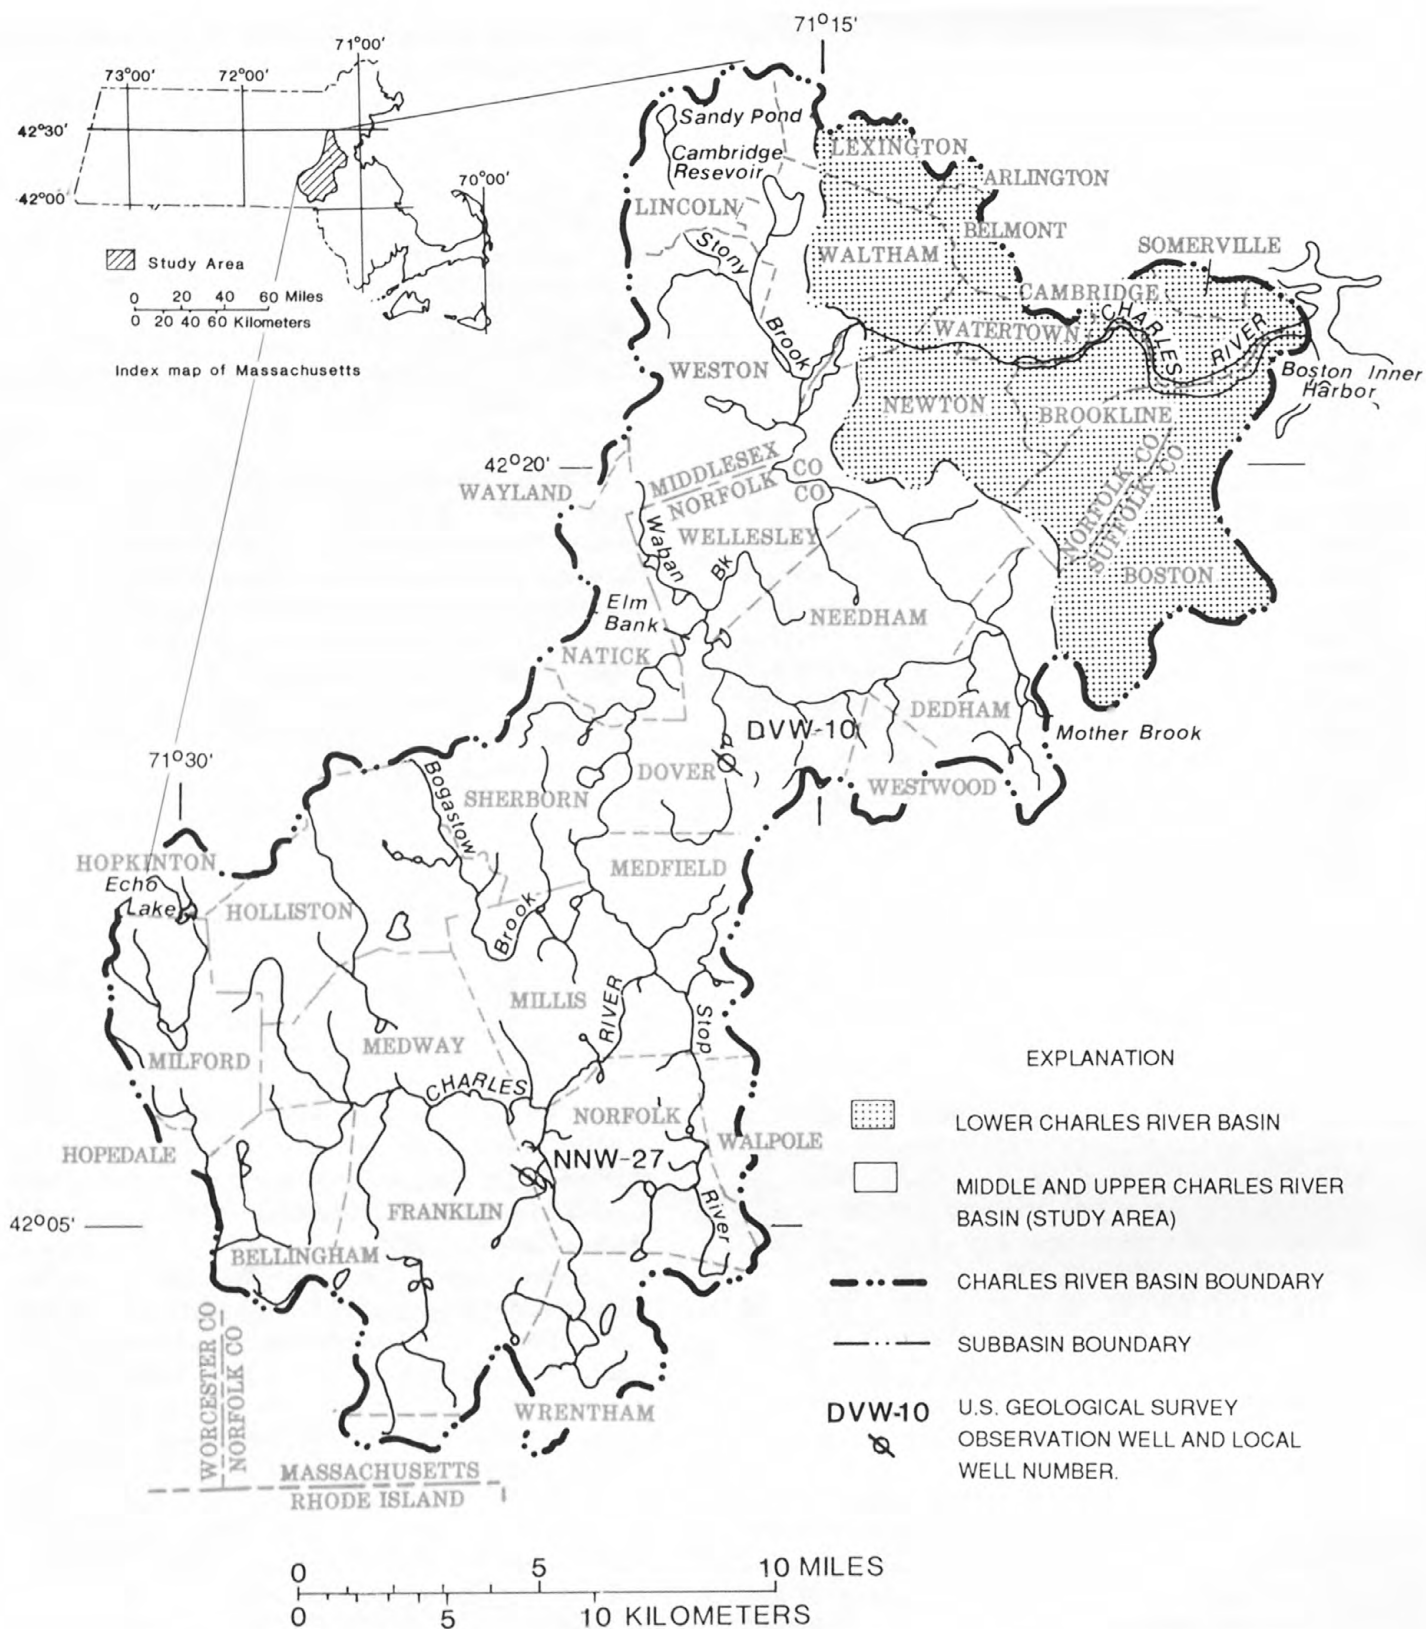 71°15'
71°00'
73°00'
72°00'
42°30'
42°00'
70°00'
Study Area
0 20 40 60 Miles
0 20 40 60 Kilometers
Index map of Massachusetts
Sandy Pond
Cambridge
Resevoir
LEXINGTON
ARLINGTON
LINCOLN
BELMONT
SOMERVILLE
Stony
Brook
WALTHAM
CAMBRIDGE
WATERTOWN
CHARLES
RIVER
Boston Inner
Harbor
WESTON
NEWTON
BROOKLINE
42°20'
WAYLAND
MIDDLESEX CO
NORFOLK CO
NORFOLK CO
SUFFOLK CO
WELLESLEY
Waban
Bk
BOSTON
Elm
Bank
NEEDHAM
NATICK
DEDHAM
Mother Brook
DVW-10
DOVER
WESTWOOD
71°30'
Bogastow
Brook
SHERBORN
MEDFIELD
HOPKINTON
Echo
Lake
HOLLISTON
MILLIS
RIVER
Stop
River
MILFORD
MEDWAY
CHARLES
NORFOLK
WALPOLE
HOPEDALE
NNW-27
42°05'
FRANKLIN
BELLINGHAM
WORCESTER CO
NORFOLK CO
WRENTHAM
MASSACHUSETTS
RHODE ISLAND
EXPLANATION
LOWER CHARLES RIVER BASIN
MIDDLE AND UPPER CHARLES RIVER
BASIN (STUDY AREA)
CHARLES RIVER BASIN BOUNDARY
SUBBASIN BOUNDARY
DVW-10
U.S. GEOLOGICAL SURVEY
OBSERVATION WELL AND LOCAL
WELL NUMBER.
0 5 10 MILES
0 5 10 KILOMETERS